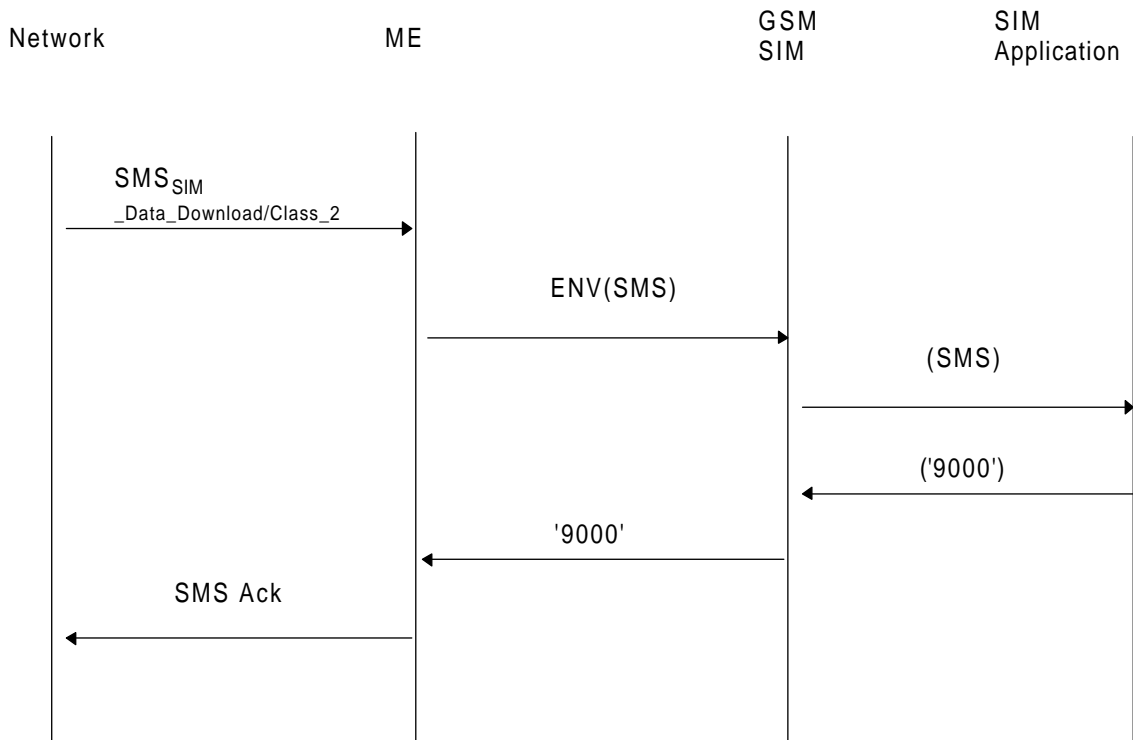 Network
ME
GSM
SIM
SIM
Application
SMS SIM
_Data_Download/Class_2
ENV(SMS)
(SMS)
('9000')
'9000'
SMS Ack